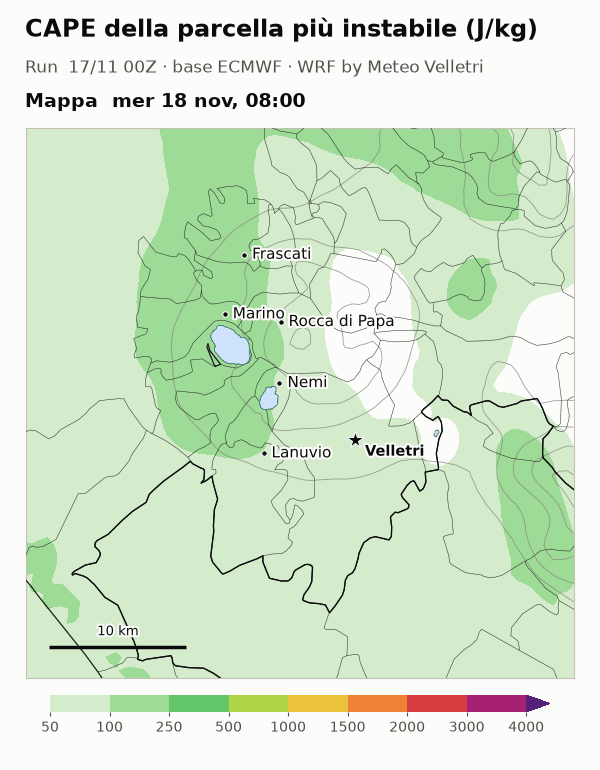 CAPE della parcella più instabile (J/kg)
Run  17/11 00Z · base ECMWF · WRF by Meteo Velletri
Mappa  mer 18 nov, 08:00
Frascati
Marino
Rocca di Papa
Nemi
Velletri
Lanuvio
10 km
50 100 250 500 1000 1500 2000 3000 4000